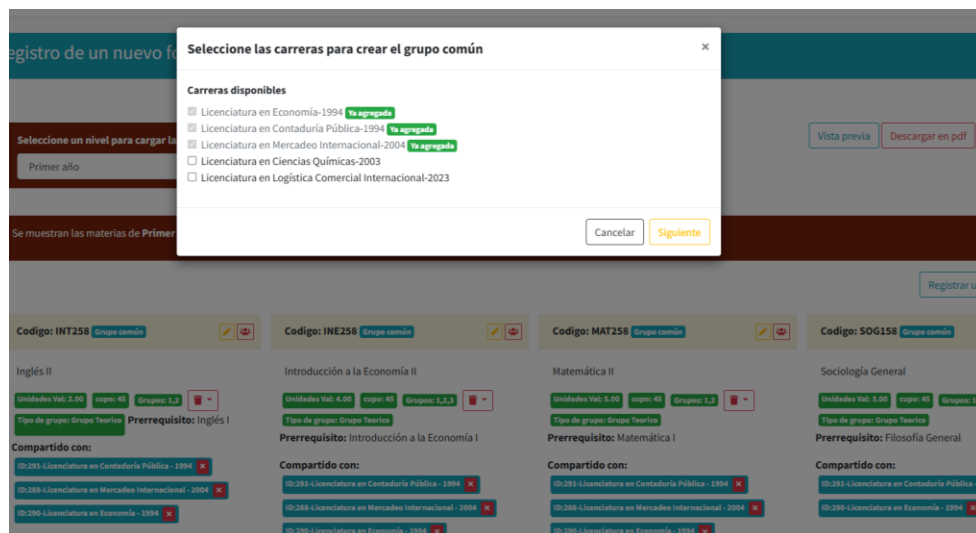 Seleccione las carreras para crear el grupo común ×
egistro de un nuevo fo
Carreras disponibles
Licenciatura en Economía-1994 Ya agregada
Licenciatura en Contaduría Pública-1994 Ya agregada
Licenciatura en Mercadeo Internacional-2004 Ya agregada
Licenciatura en Ciencias Químicas-2003
Licenciatura en Logística Comercial Internacional-2023
Cancelar Siguiente
Seleccione un nivel para cargar la
Primer año
Vista previa Descargar en pdf
Se muestran las materias de Primer
Registrar u
Codigo: INT258 Grupo común
Inglés II
Unidades Val: 2.00 cupo: 45 Grupos: 1,2
Tipo de grupo: Grupo Teorico Prerrequisito: Inglés I
Compartido con:
ID:291-Licenciatura en Contaduría Pública - 1994 ×
ID:288-Licenciatura en Mercadeo Internacional - 2004 ×
ID:290-Licenciatura en Economía - 1994 ×
Codigo: INE258 Grupo común
Introducción a la Economía II
Unidades Val: 4.00 cupo: 45 Grupos: 1,2,3
Tipo de grupo: Grupo Teorico
Prerrequisito: Introducción a la Economía I
Compartido con:
ID:291-Licenciatura en Contaduría Pública - 1994 ×
ID:288-Licenciatura en Mercadeo Internacional - 2004 ×
ID:290-Licenciatura en Economía - 1994 ×
Codigo: MAT258 Grupo común
Matemática II
Unidades Val: 5.00 cupo: 45 Grupos: 1,2
Tipo de grupo: Grupo Teorico
Prerrequisito: Matemática I
Compartido con:
ID:291-Licenciatura en Contaduría Pública - 1994 ×
ID:288-Licenciatura en Mercadeo Internacional - 2004 ×
ID:290-Licenciatura en Economía - 1994 ×
Codigo: SOG158 Grupo común
Sociología General
Unidades Val: 3.00 cupo: 45 Grupos: 1
Tipo de grupo: Grupo Teorico
Prerrequisito: Filosofía General
Compartido con:
ID:291-Licenciatura en Contaduría Pública -
ID:290-Licenciatura en Economía - 1994 ×